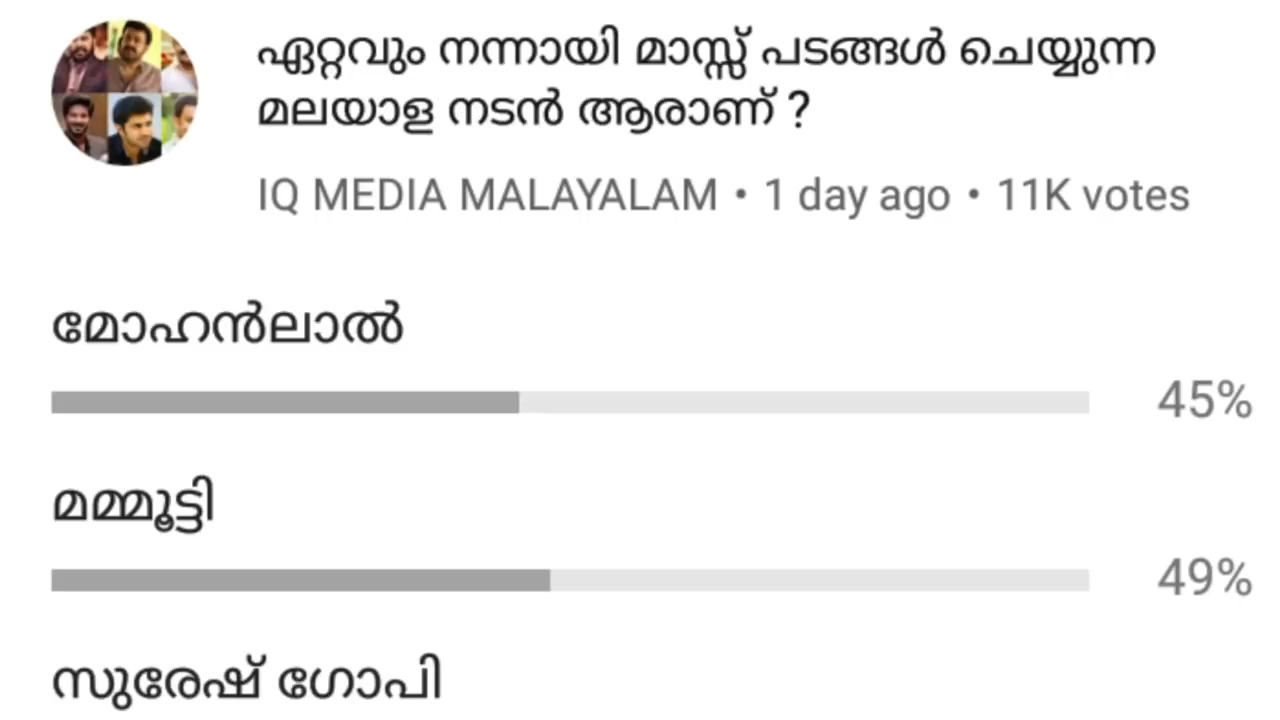 ഏറ്റവും നന്നായി മാസ്സ് പടങ്ങൾ ചെയ്യുന്ന
മലയാള നടൻ ആരാണ് ?
IQ MEDIA MALAYALAM • 1 day ago • 11K votes
മോഹൻലാൽ
45%
മമ്മൂട്ടി
49%
സുരേഷ് ഗോപി